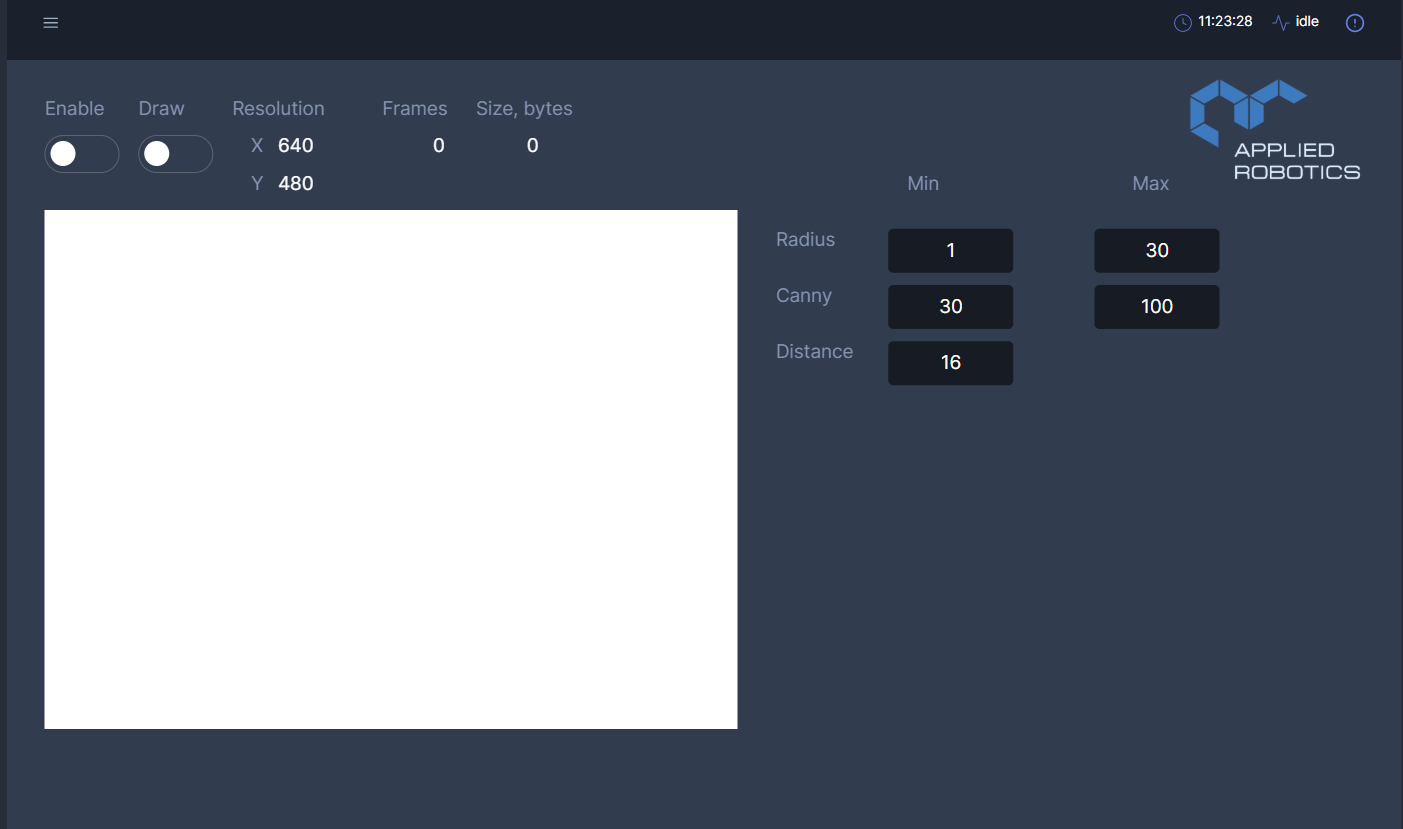 11:23:28 idle
Enable Draw Resolution Frames Size, bytes
X 640 0 0
Y 480
APPLIED
ROBOTICS
Min Max
Radius 1 30
Canny 30 100
Distance 16